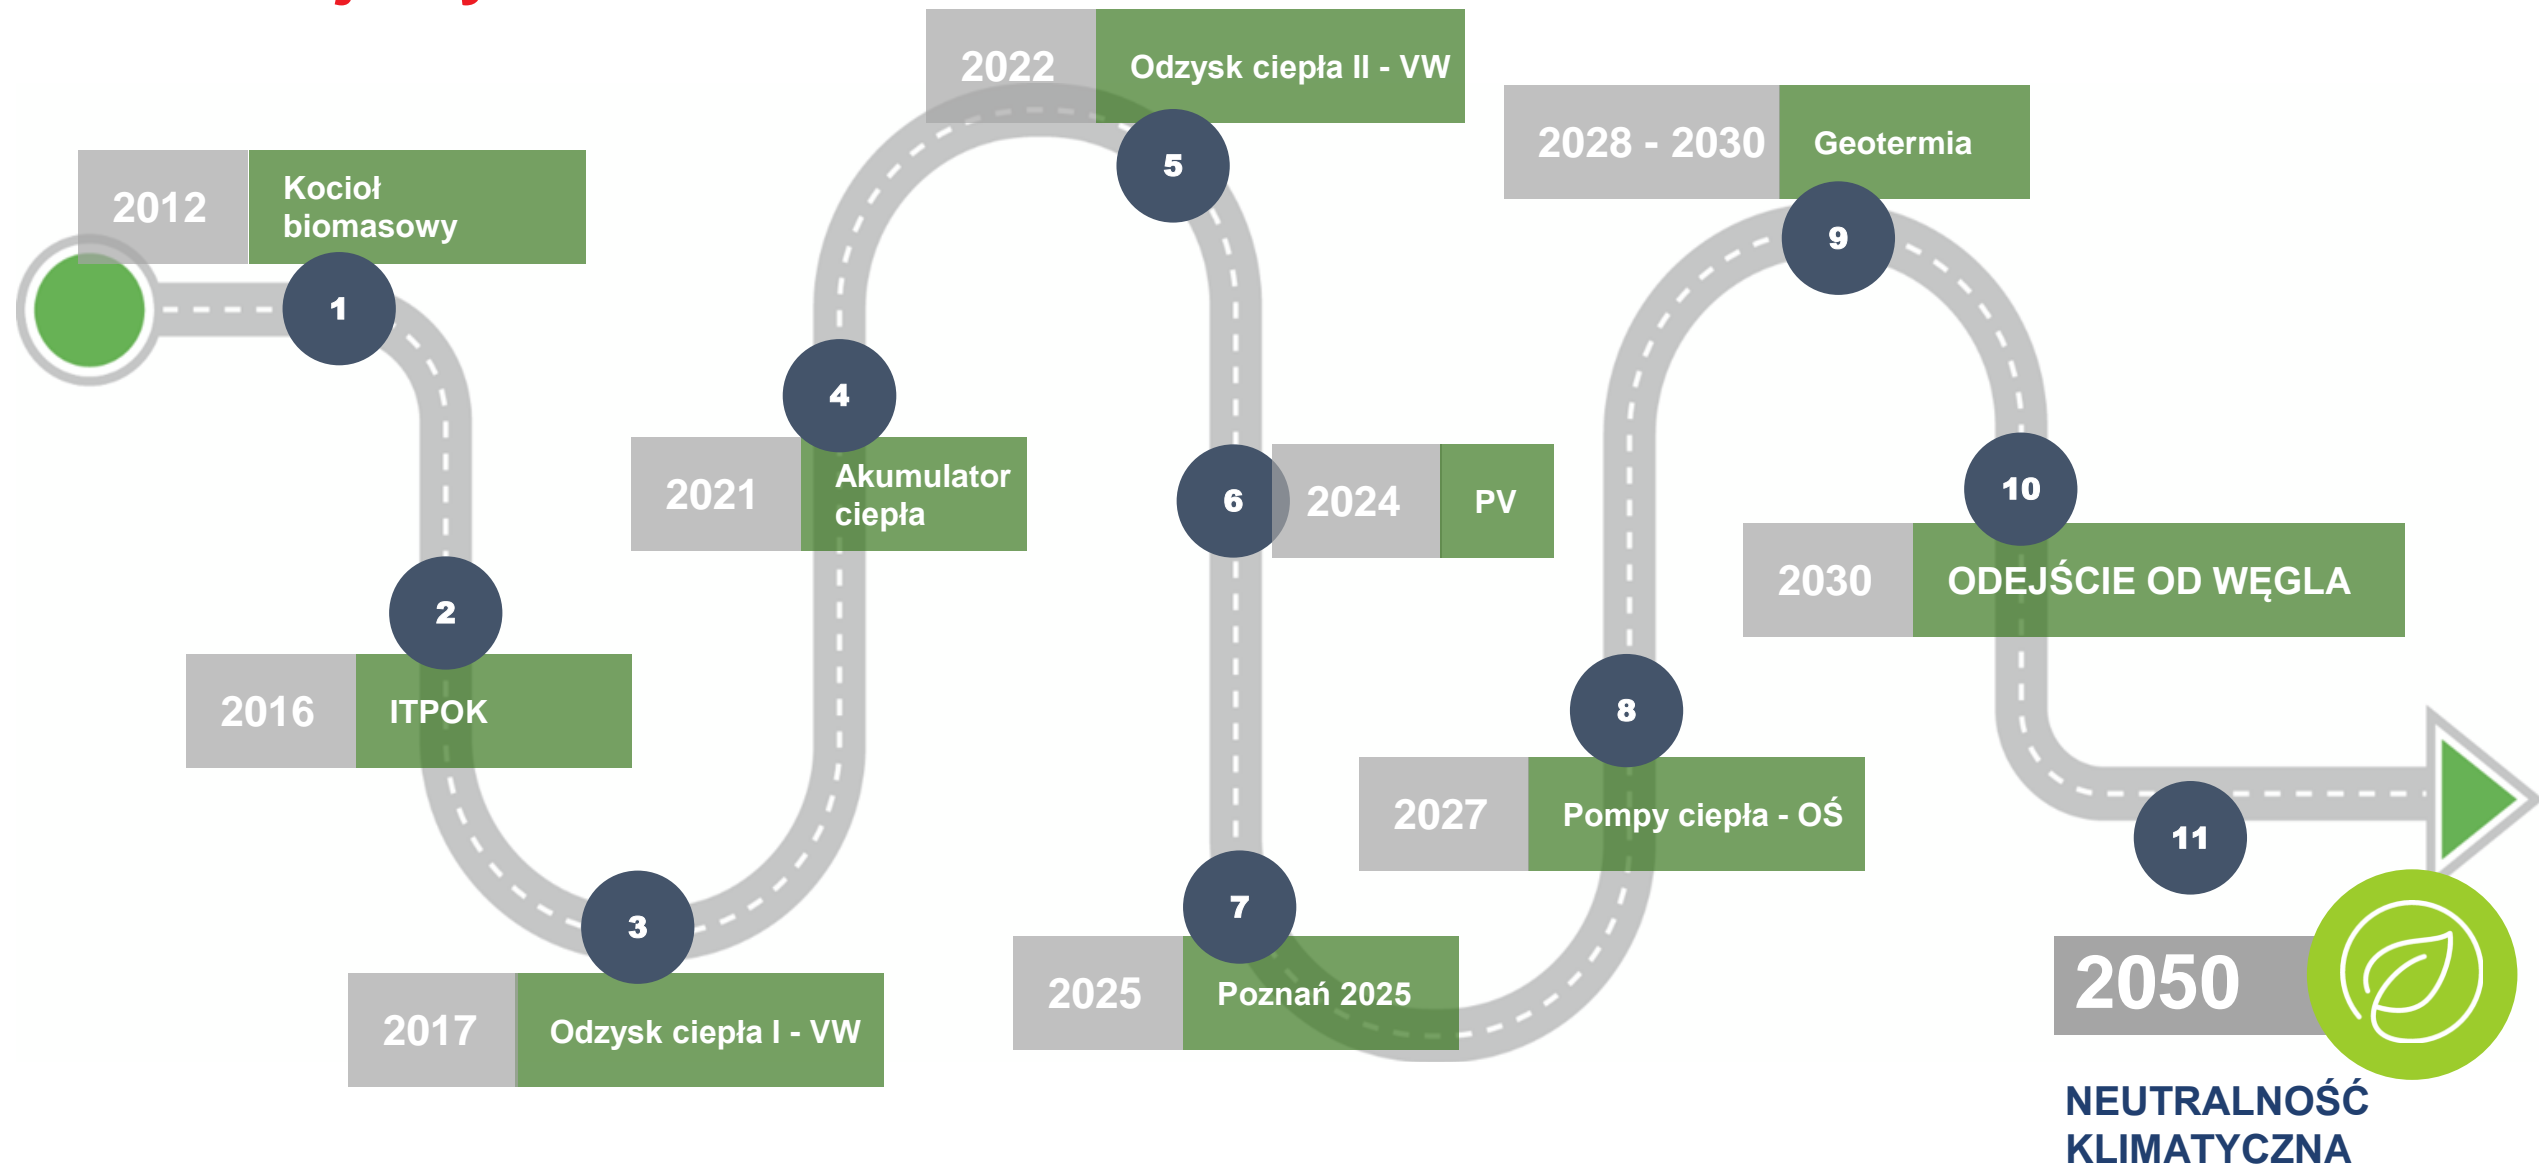 2012
Kocioł
biomasowy
1
2016
ITPOK
2
2017
Odzysk ciepła I - VW
3
2021
Akumulator
ciepła
4
2022
Odzysk ciepła II - VW
5
2024
PV
6
2025
Poznań 2025
7
2027
Pompy ciepła - OŚ
8
2028 - 2030
Geotermia
9
2030
ODEJŚCIE OD WĘGLA
10
11
2050
NEUTRALNOŚĆ
KLIMATYCZNA